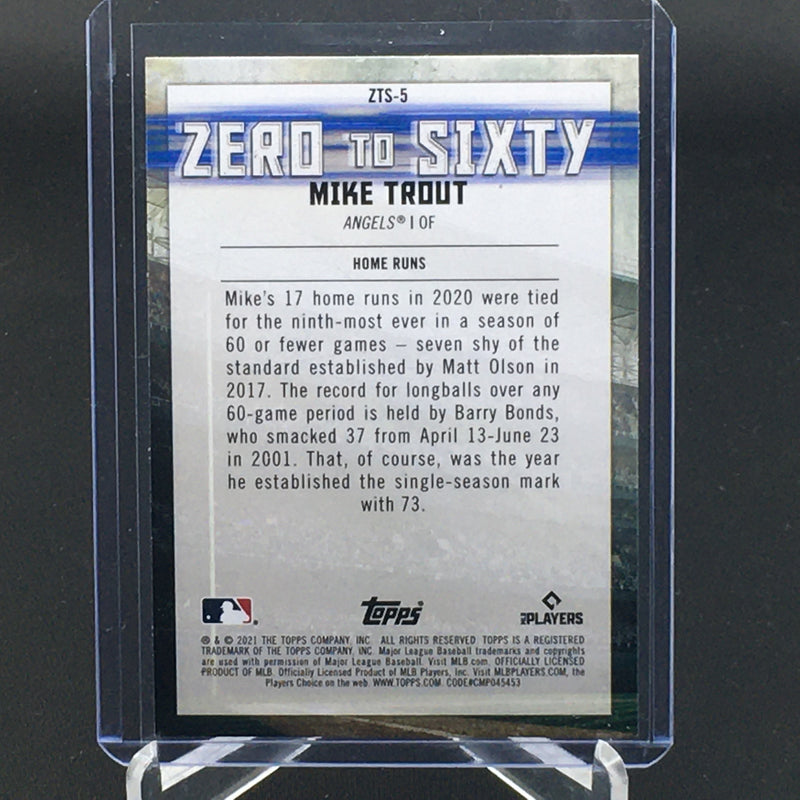 ZTS-5
ZERO TO SIXTY
MIKE TROUT
ANGELS® | OF
HOME RUNS
Mike's 17 home runs in 2020 were tied
for the ninth-most ever in a season of
60 or fewer games – seven shy of the
standard established by Matt Olson in
2017. The record for longballs over any
60-game period is held by Barry Bonds,
who smacked 37 from April 13-June 23
in 2001. That, of course, was the year
he established the single-season mark
with 73.
topps
PLAYERS
® & © 2021 THE TOPPS COMPANY, INC. ALL RIGHTS RESERVED. TOPPS IS A REGISTERED
TRADEMARK OF THE TOPPS COMPANY, INC. Major League Baseball trademarks and copyrights
are used with permission of Major League Baseball. Visit MLB.com. OFFICIALLY LICENSED
PRODUCT OF MLB. Officially Licensed Product of MLB Players, Inc. Visit MLBPLAYERS.COM, the
Players Choice on the web. WWW.TOPPS.COM. CODE#CMP045453